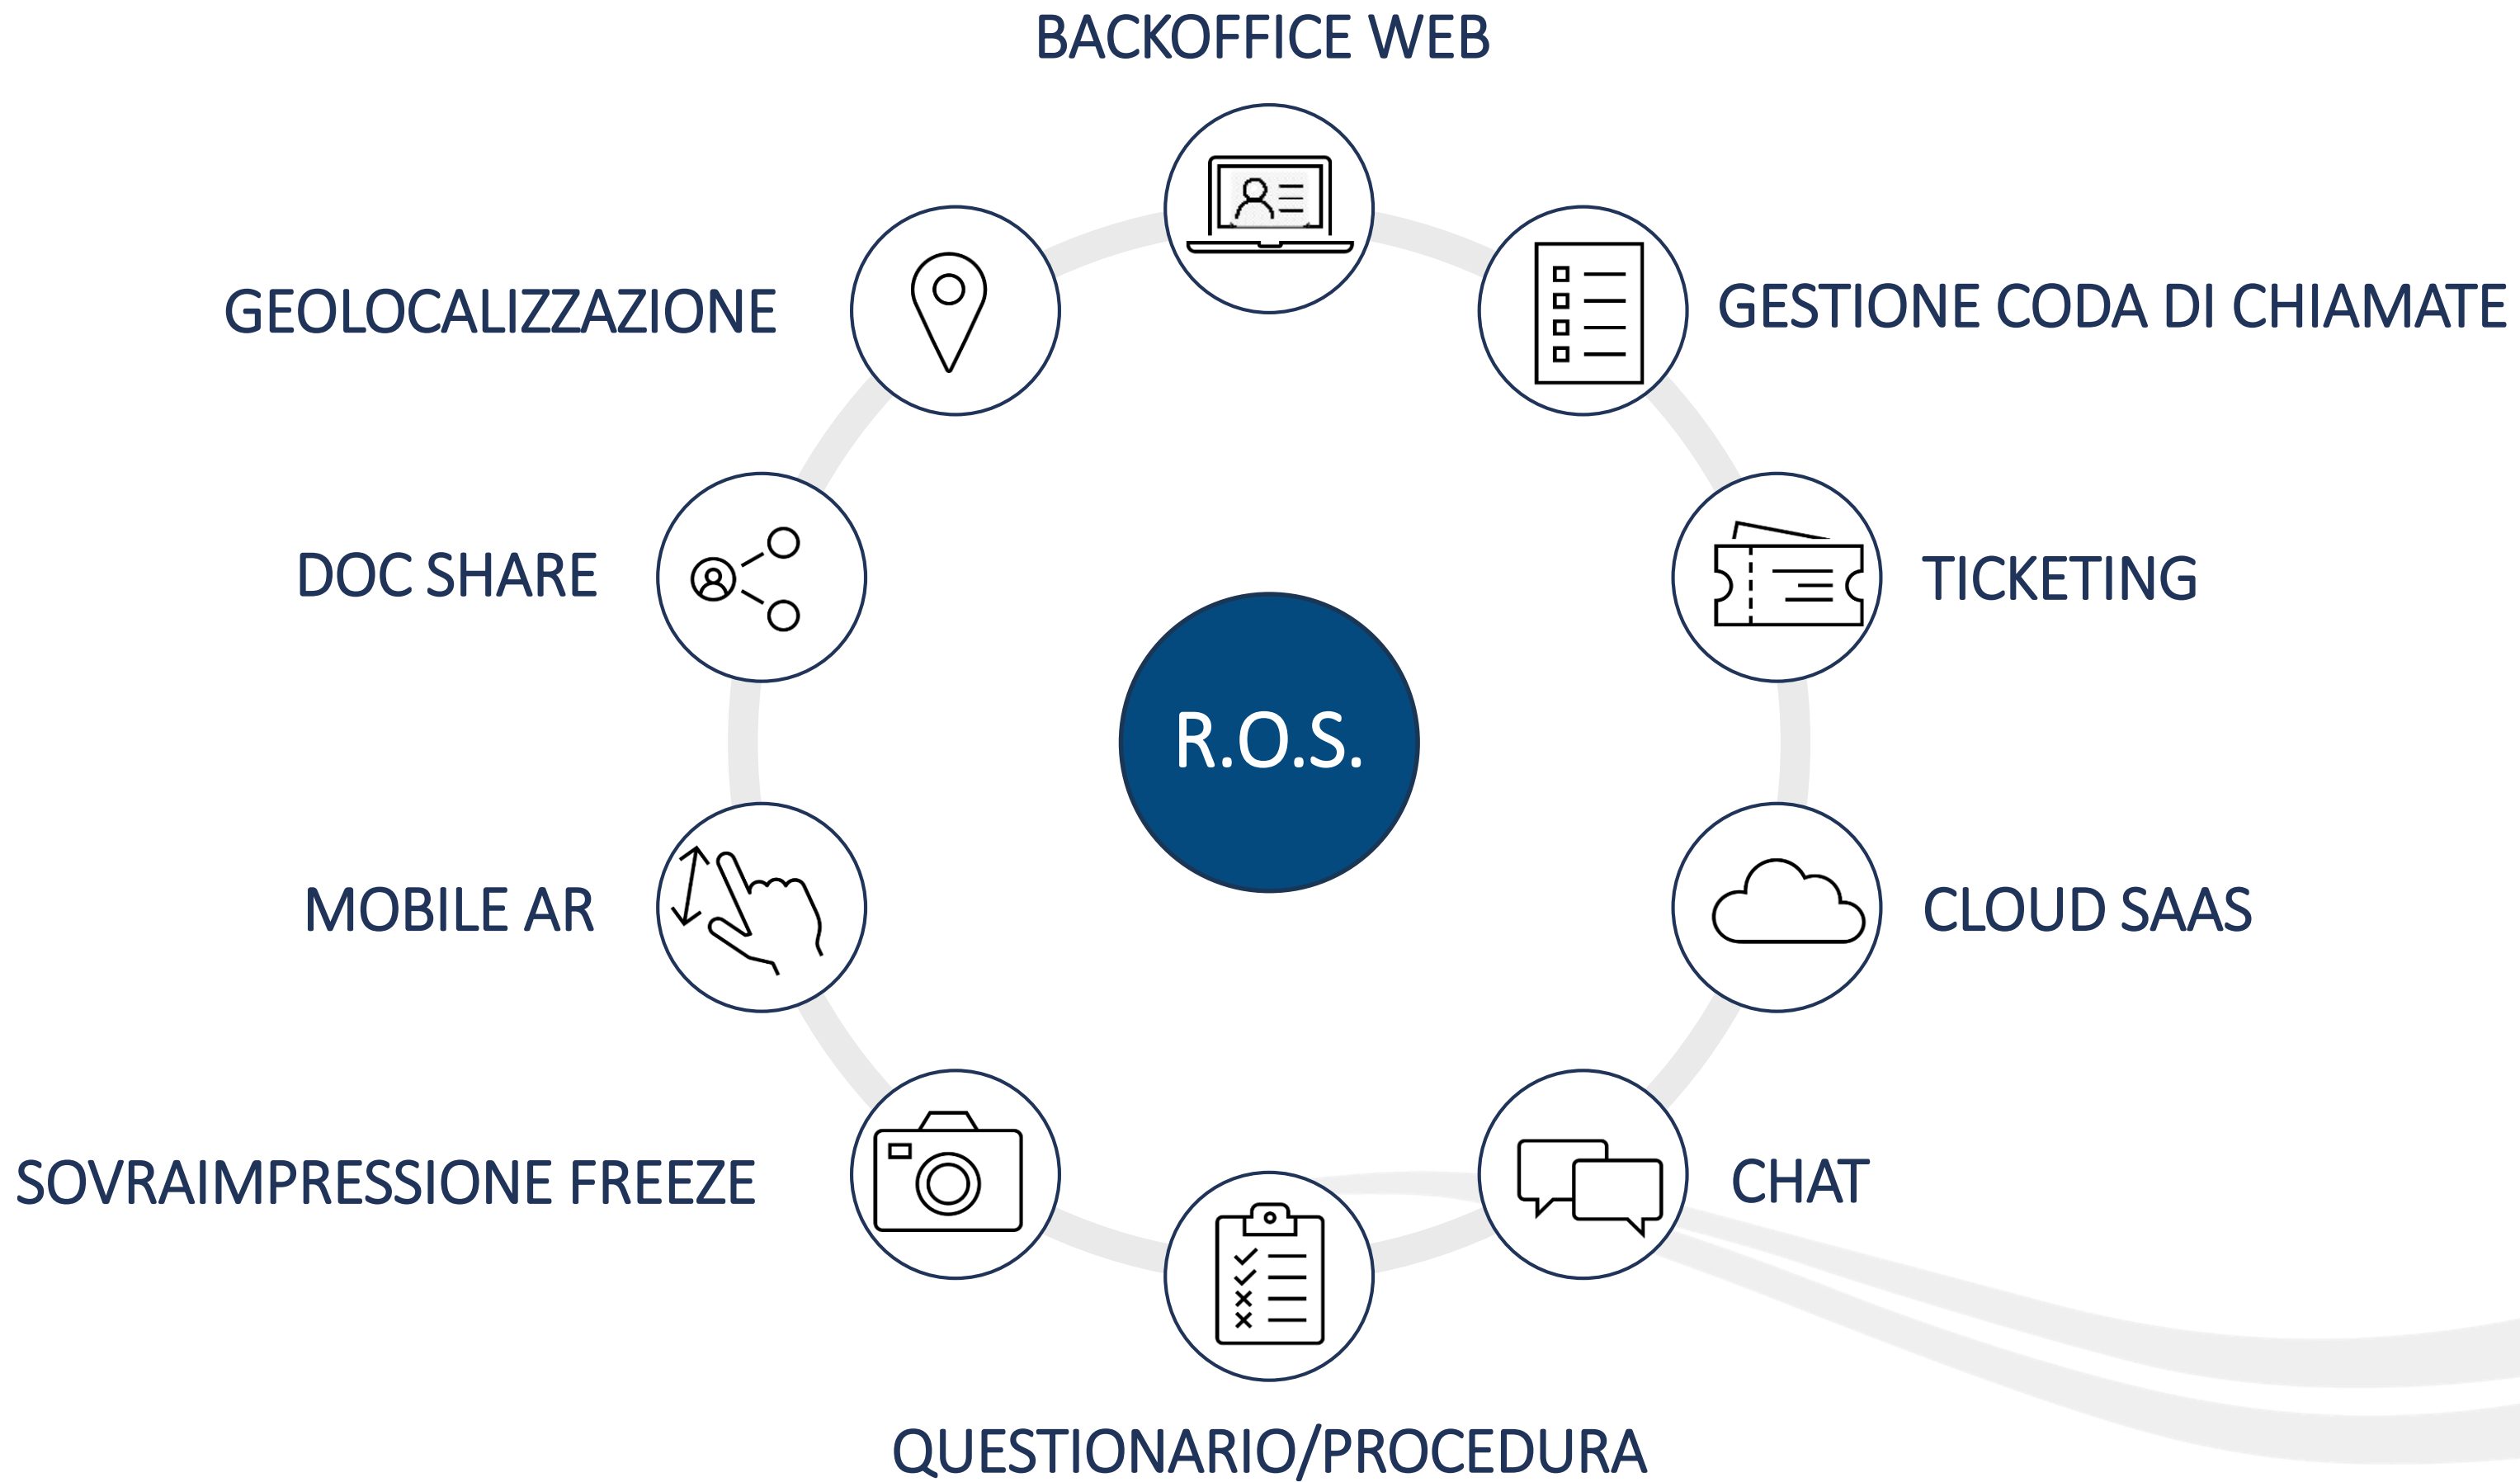 BACKOFFICE WEB
GEOLOCALIZZAZIONE
GESTIONE CODA DI CHIAMATE
DOC SHARE
TICKETING
R.O.S.
MOBILE AR
CLOUD SAAS
SOVRAIMPRESSIONE FREEZE
CHAT
QUESTIONARIO/PROCEDURA